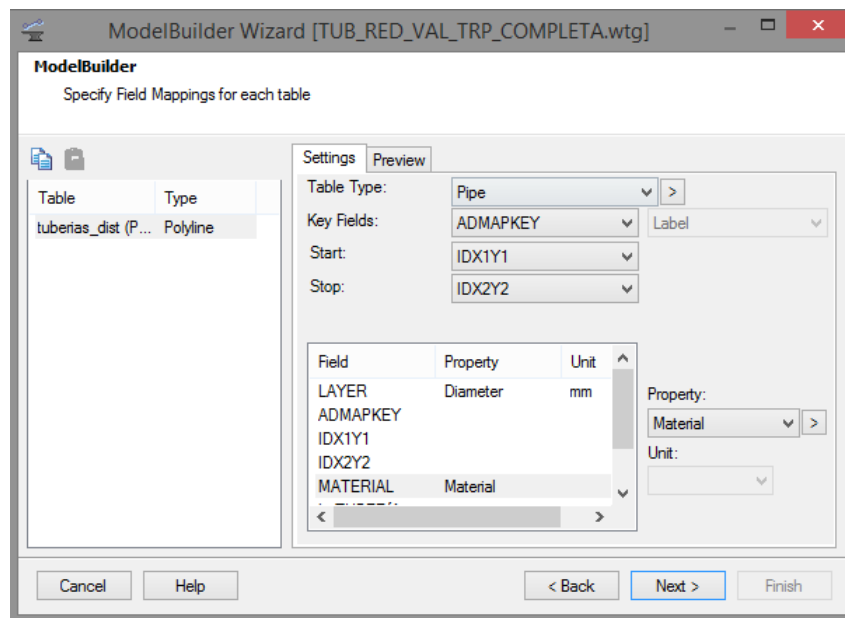 ModelBuilder Wizard [TUB_RED_VAL_TRP_COMPLETA.wtg]
ModelBuilder
Specify Field Mappings for each table
Settings Preview
Table Type
tuberias_dist (P... Polyline
Table Type: Pipe >
Key Fields: ADMAPKEY Label
Start: IDX1Y1
Stop: IDX2Y2
Field Property Unit
LAYER Diameter mm
ADMAPKEY
IDX1Y1
IDX2Y2
MATERIAL Material
Property:
Material >
Unit:
Cancel Help < Back Next > Finish